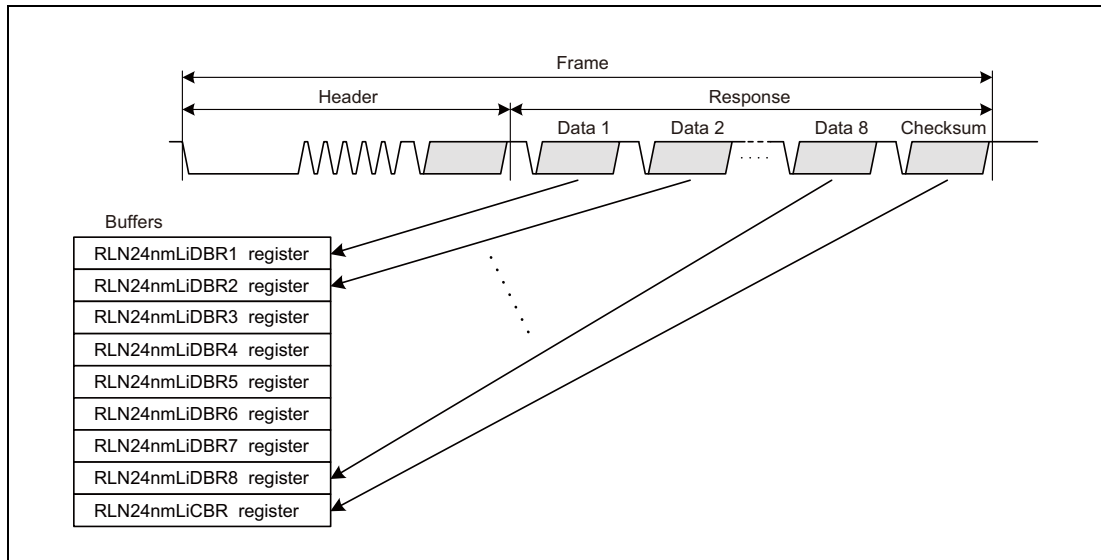 Frame
Header Response
Data 1 Data 2 Data 8 Checksum
Buffers
RLN24nmLiDBR1 register
RLN24nmLiDBR2 register
RLN24nmLiDBR3 register
RLN24nmLiDBR4 register
RLN24nmLiDBR5 register
RLN24nmLiDBR6 register
RLN24nmLiDBR7 register
RLN24nmLiDBR8 register
RLN24nmLiCBR register